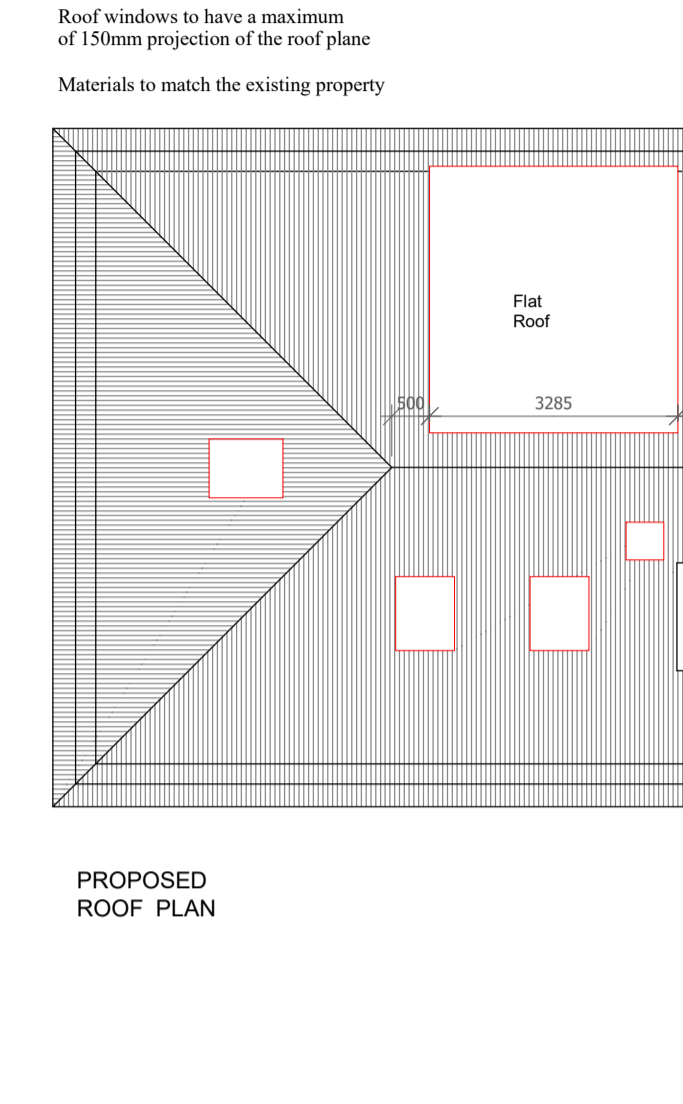 Roof windows to have a maximum
of 150mm projection of the roof plane
Materials to match the existing property
Flat
Roof
500
3285
PROPOSED
ROOF PLAN